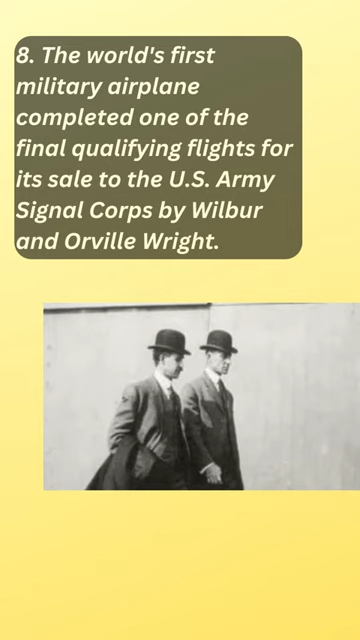 8. The world's first
military airplane
completed one of the
final qualifying flights for
its sale to the U.S. Army
Signal Corps by Wilbur
and Orville Wright.